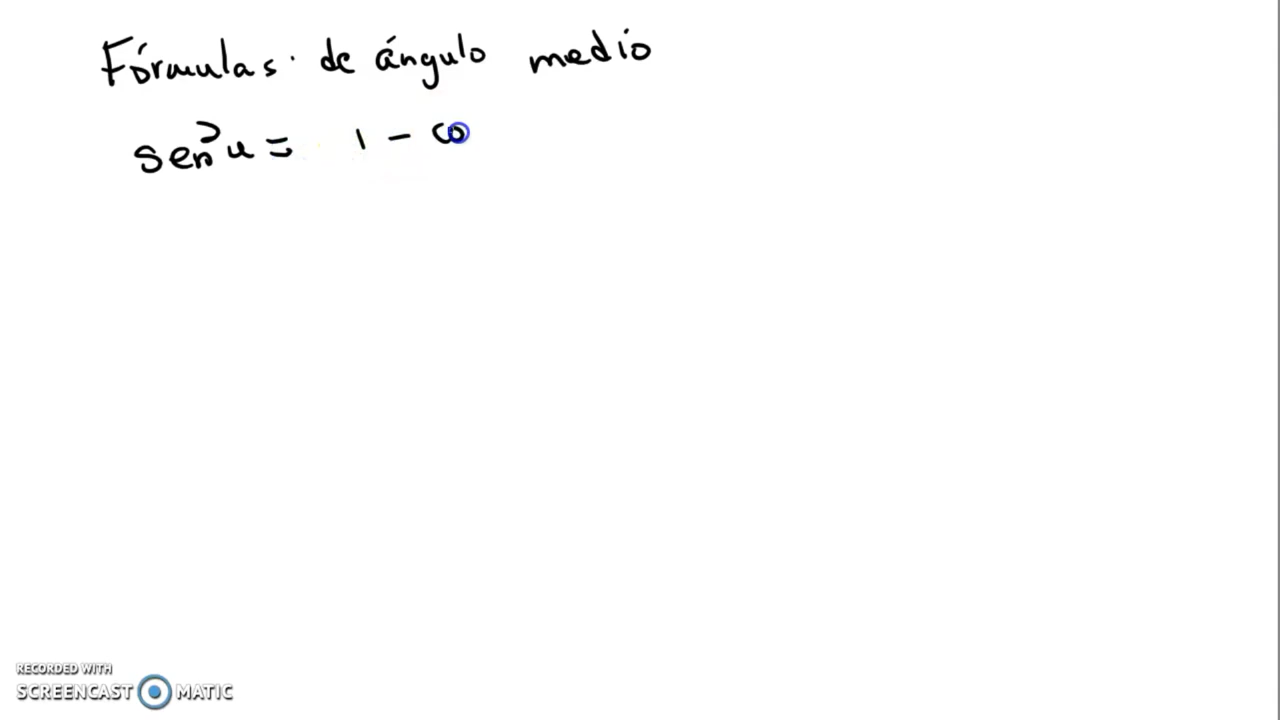 Fórmulas. de ángulo medio
sen²u = 1 - co
RECORDED WITH
SCREENCAST MATIC